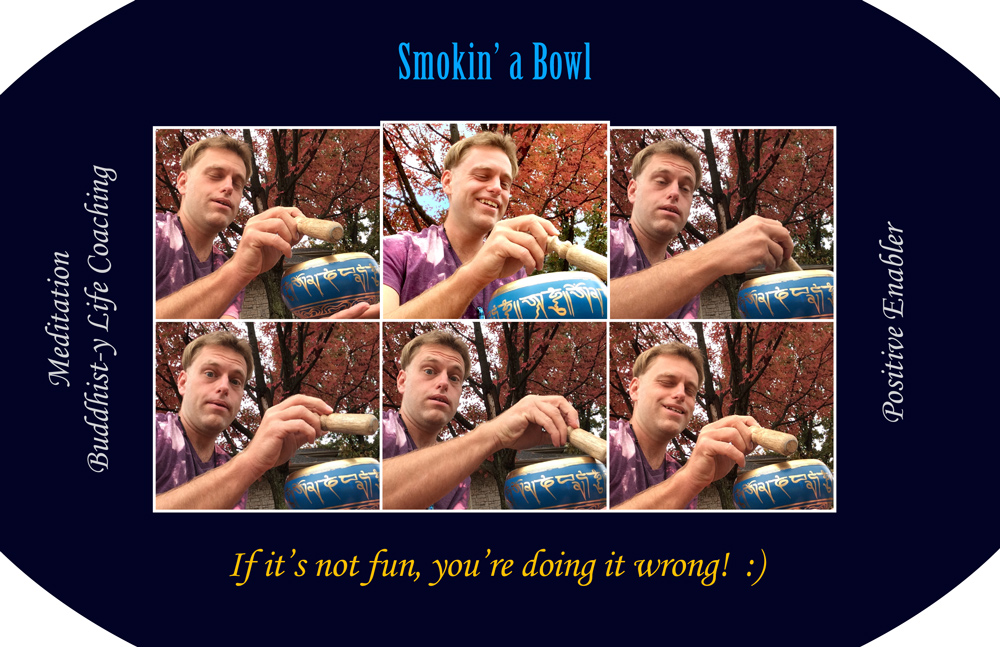 Smokin' a Bowl
Meditation
Buddhist-y Life Coaching
Positive Enabler
If it's not fun, you're doing it wrong!  :)